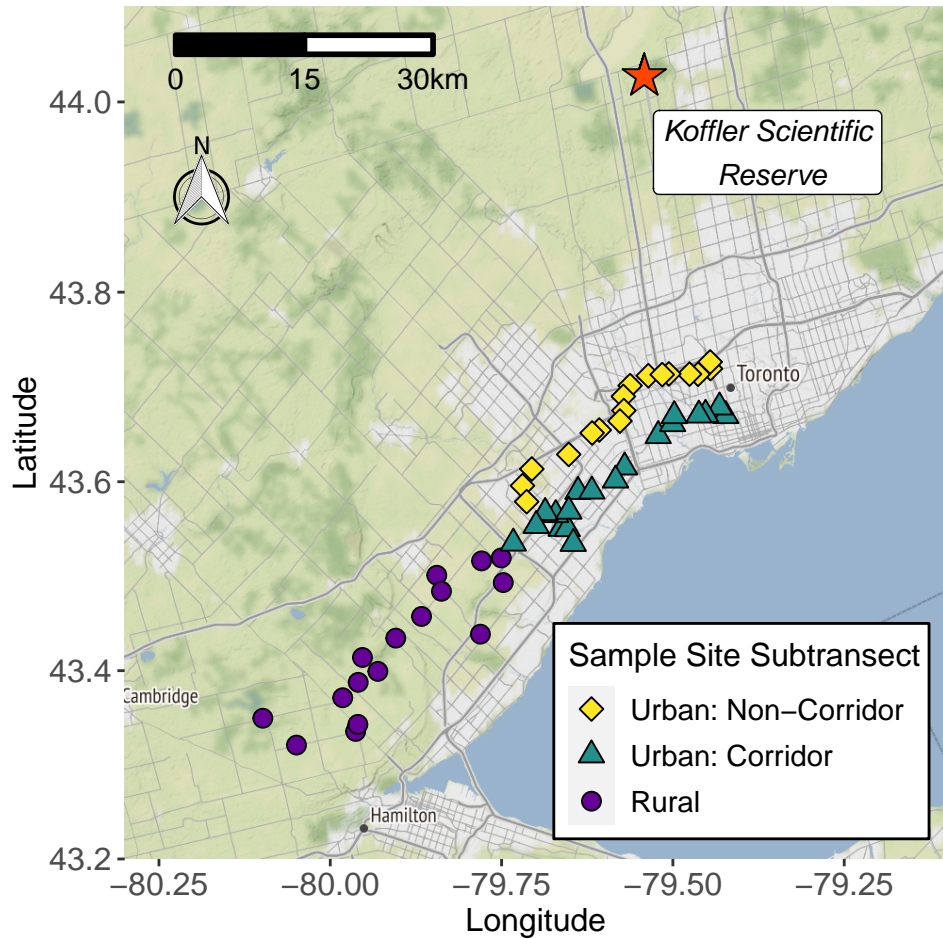 0 15 30km
44.0
Koffler Scientific
Reserve
N
43.8
Toronto
Latitude
43.6
Sample Site Subtransect
Urban: Non−Corridor
Urban: Corridor
Rural
43.4
Cambridge
Hamilton
43.2
−80.25 −80.00 −79.75 −79.50 −79.25
Longitude